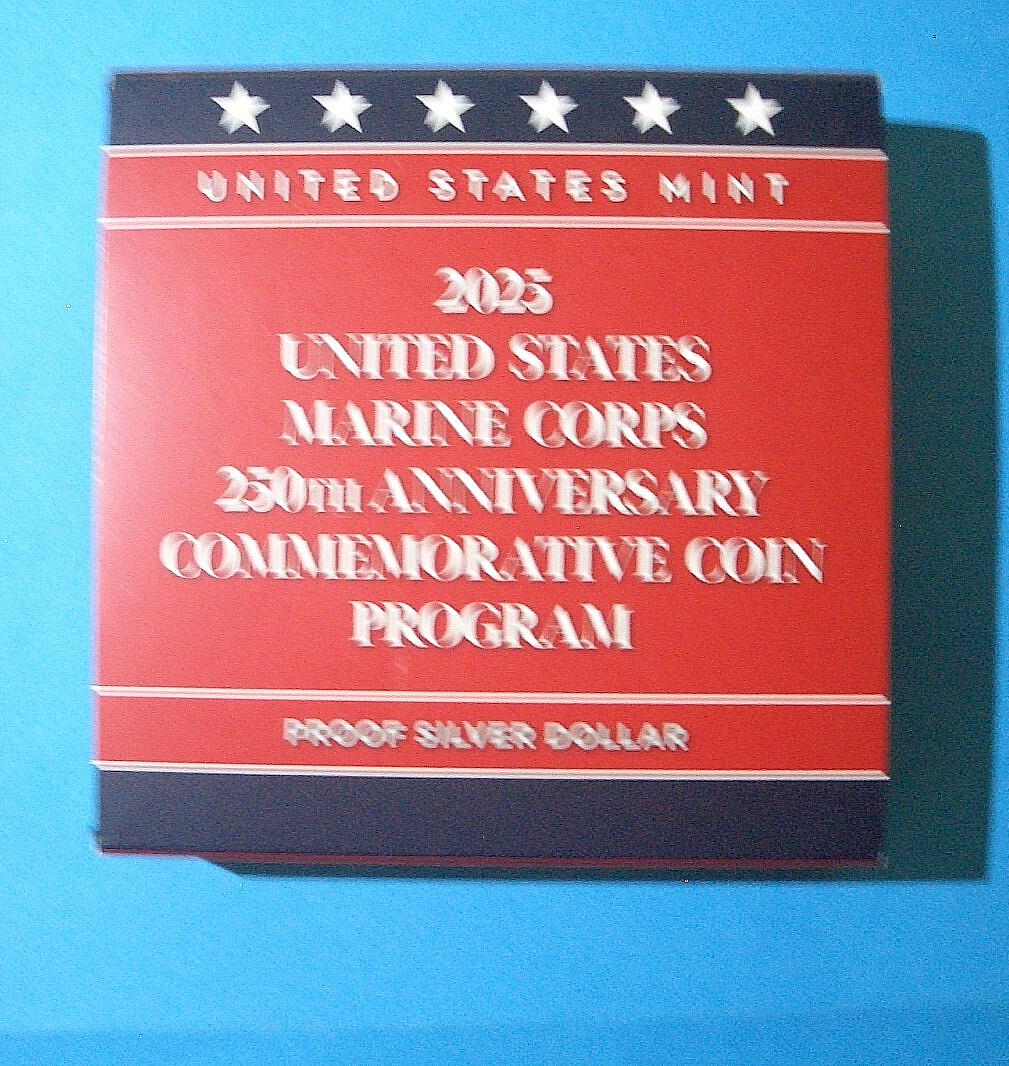 UNITED STATES MINT
2025
UNITED STATES
MARINE CORPS
250TH ANNIVERSARY
COMMEMORATIVE COIN
PROGRAM
PROOF SILVER DOLLAR